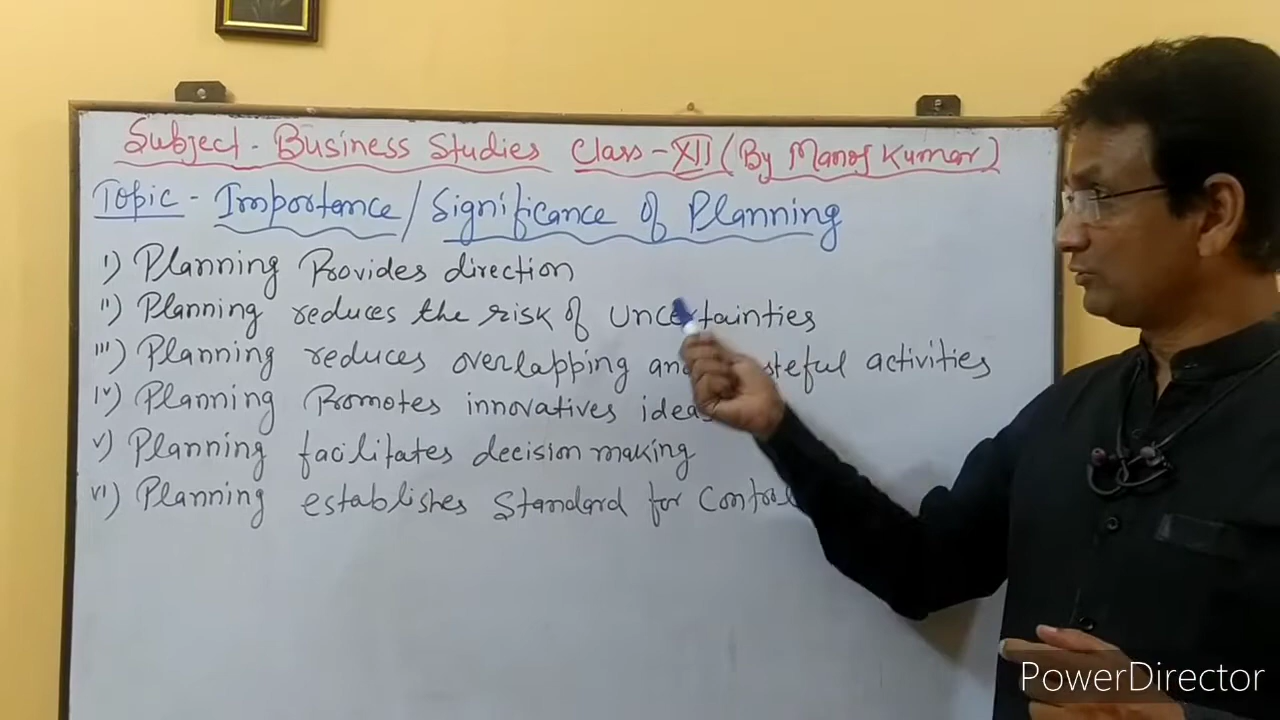 Subject - Business Studies Class - XII (By Manoj Kumar)
Topic - Importance / Significance of Planning
i) Planning Provides direction
ii) Planning reduces the risk of uncertainties
iii) Planning reduces overlapping and wasteful activities
iv) Planning Promotes innovatives ideas
v) Planning facilitates decision making
vi) Planning establishes Standard for Control
PowerDirector